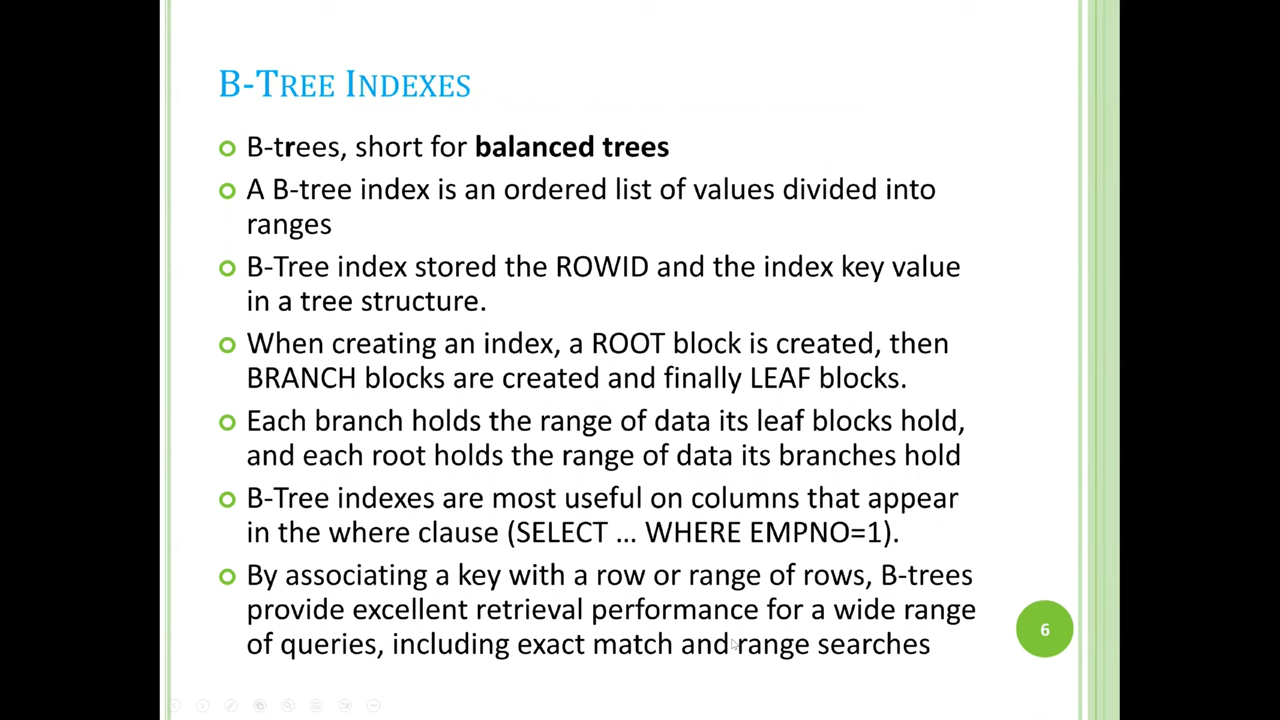 B-TREE INDEXES
B-trees, short for balanced trees
A B-tree index is an ordered list of values divided into
ranges
B-Tree index stored the ROWID and the index key value
in a tree structure.
When creating an index, a ROOT block is created, then
BRANCH blocks are created and finally LEAF blocks.
Each branch holds the range of data its leaf blocks hold,
and each root holds the range of data its branches hold
B-Tree indexes are most useful on columns that appear
in the where clause (SELECT ... WHERE EMPNO=1).
By associating a key with a row or range of rows, B-trees
provide excellent retrieval performance for a wide range
of queries, including exact match and range searches
6